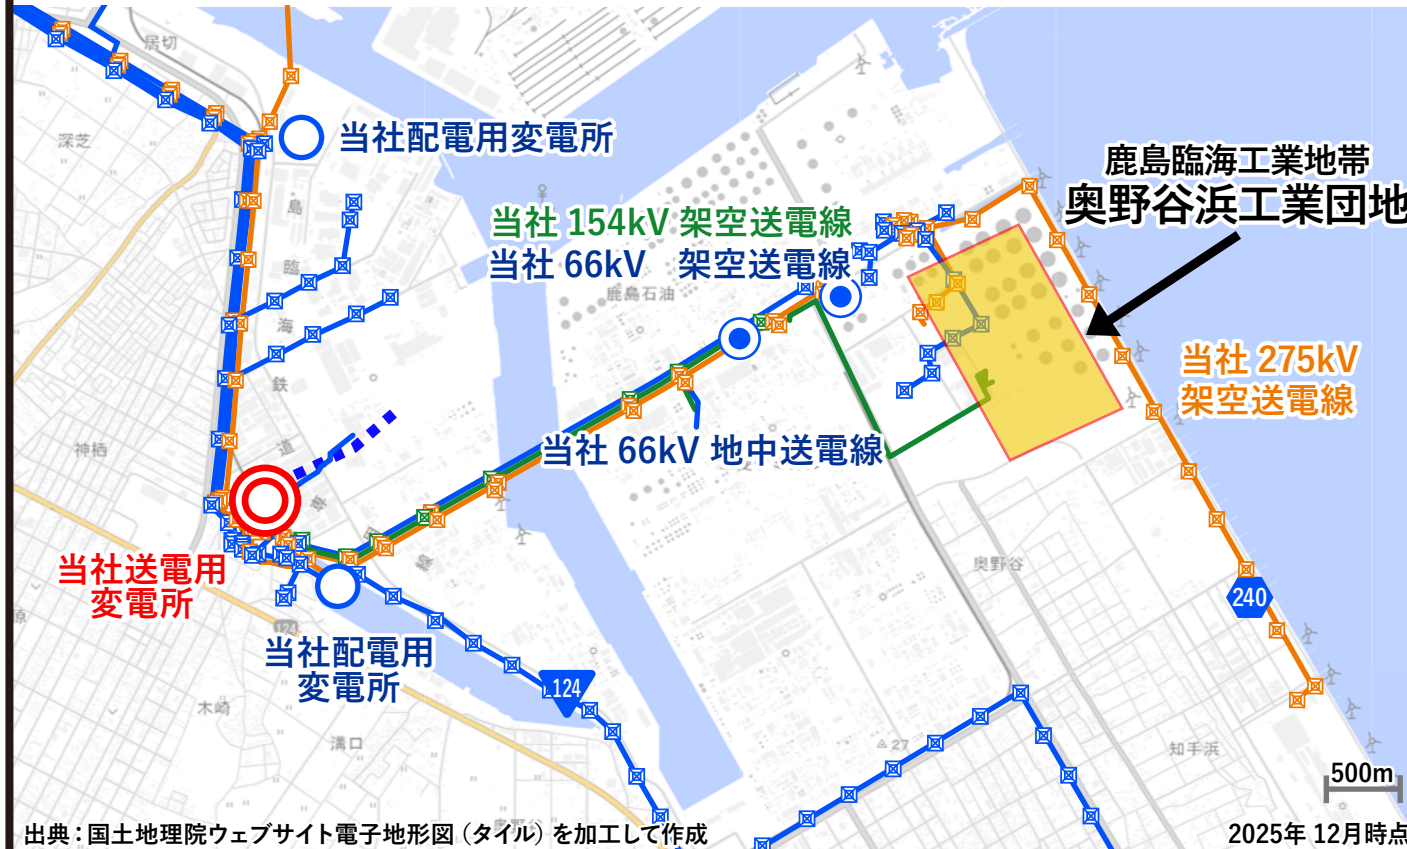 居切
深芝
当社配電用変電所
鹿島臨海工業地帯
奥野谷浜工業団地
島
臨
海
鉄
道
当社 154kV 架空送電線
当社 66kV 架空送電線
鹿島石油
当社 275kV
架空送電線
神栖
当社 66kV 地中送電線
当社送電用
変電所
奥野谷
240
原
124
当社配電用
変電所
124
木崎
溝口
27
知手浜
500m
出典：国土地理院ウェブサイト電子地形図（タイル）を加工して作成
2025年 12月時点